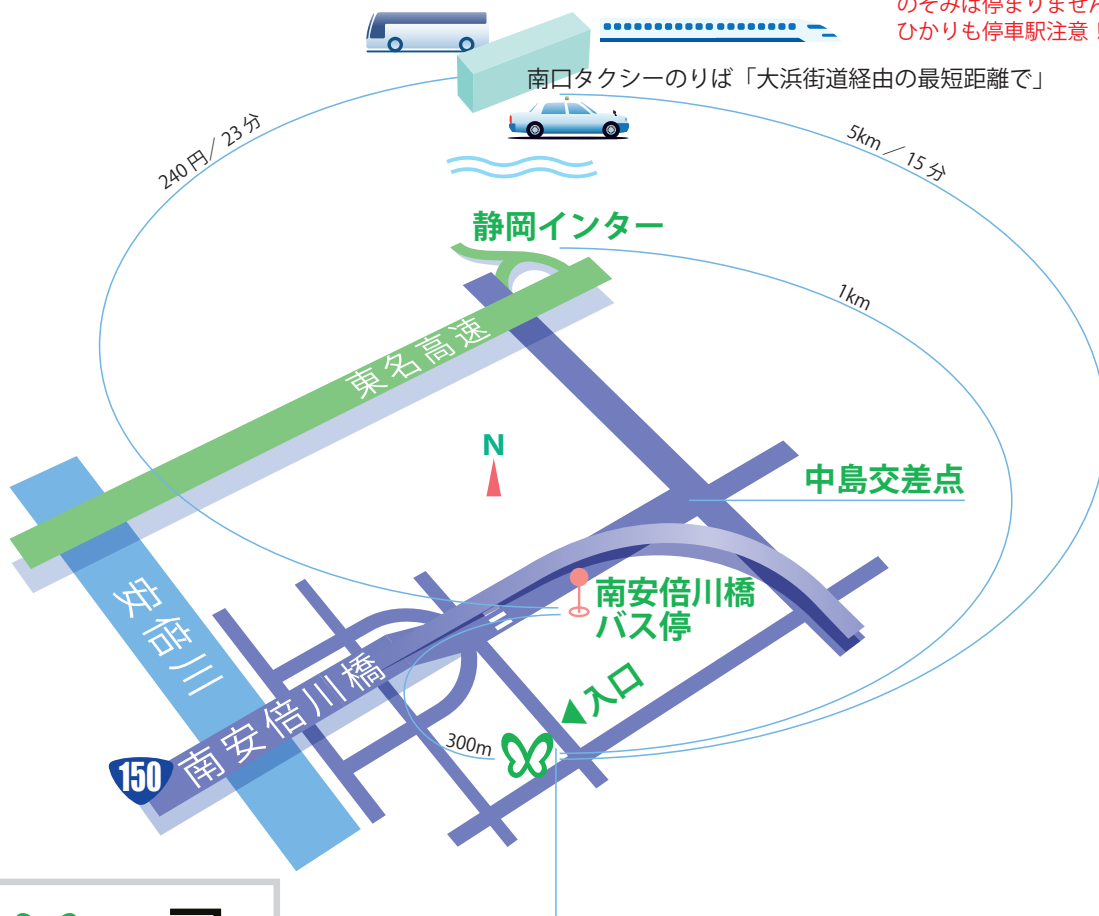 のぞみは停まりません
ひかりも停車駅注意!
南口タクシーのりば「大浜街道経由の最短距離で」
240円／23分
5km／15分
静岡インター
1km
東名高速
N
中島交差点
南安倍川橋
バス停
安倍川
入口
南安倍川橋
300m
150